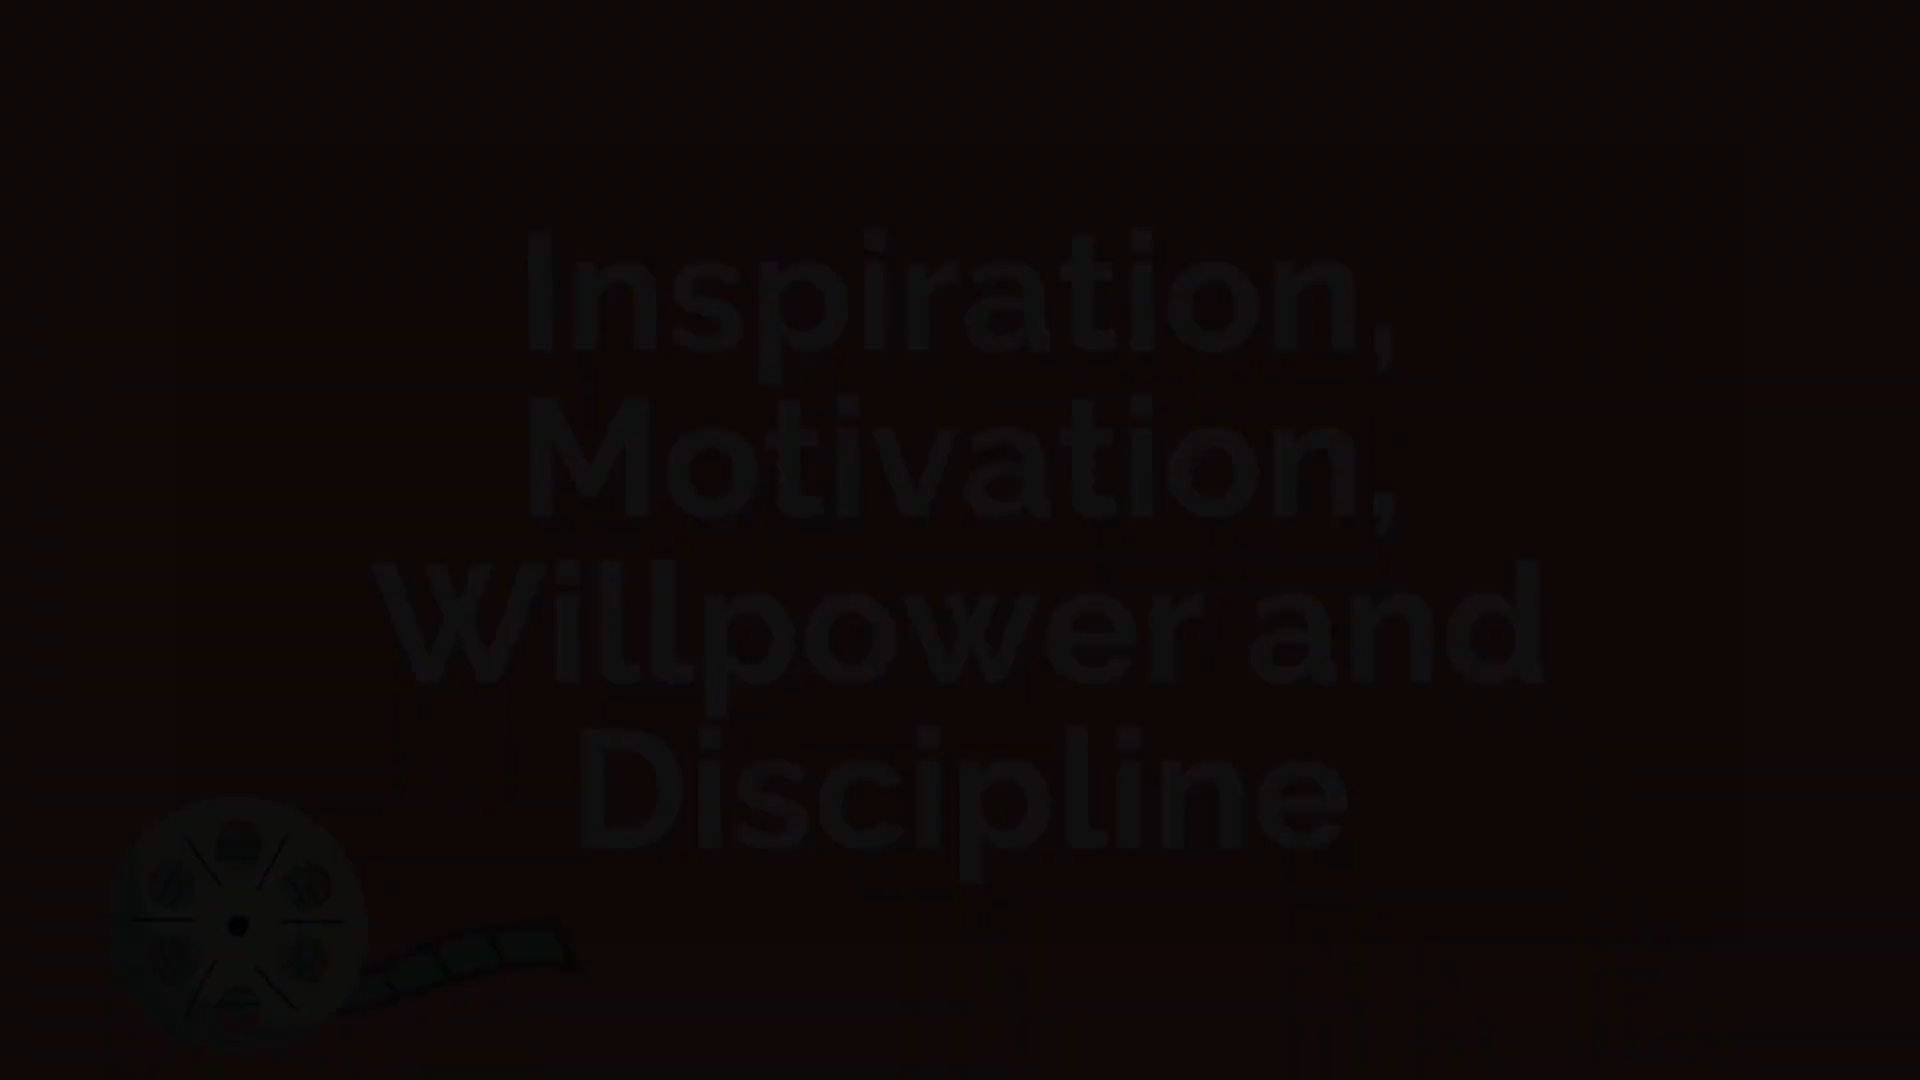 Inspiration,
Motivation,
Willpower and
Discipline